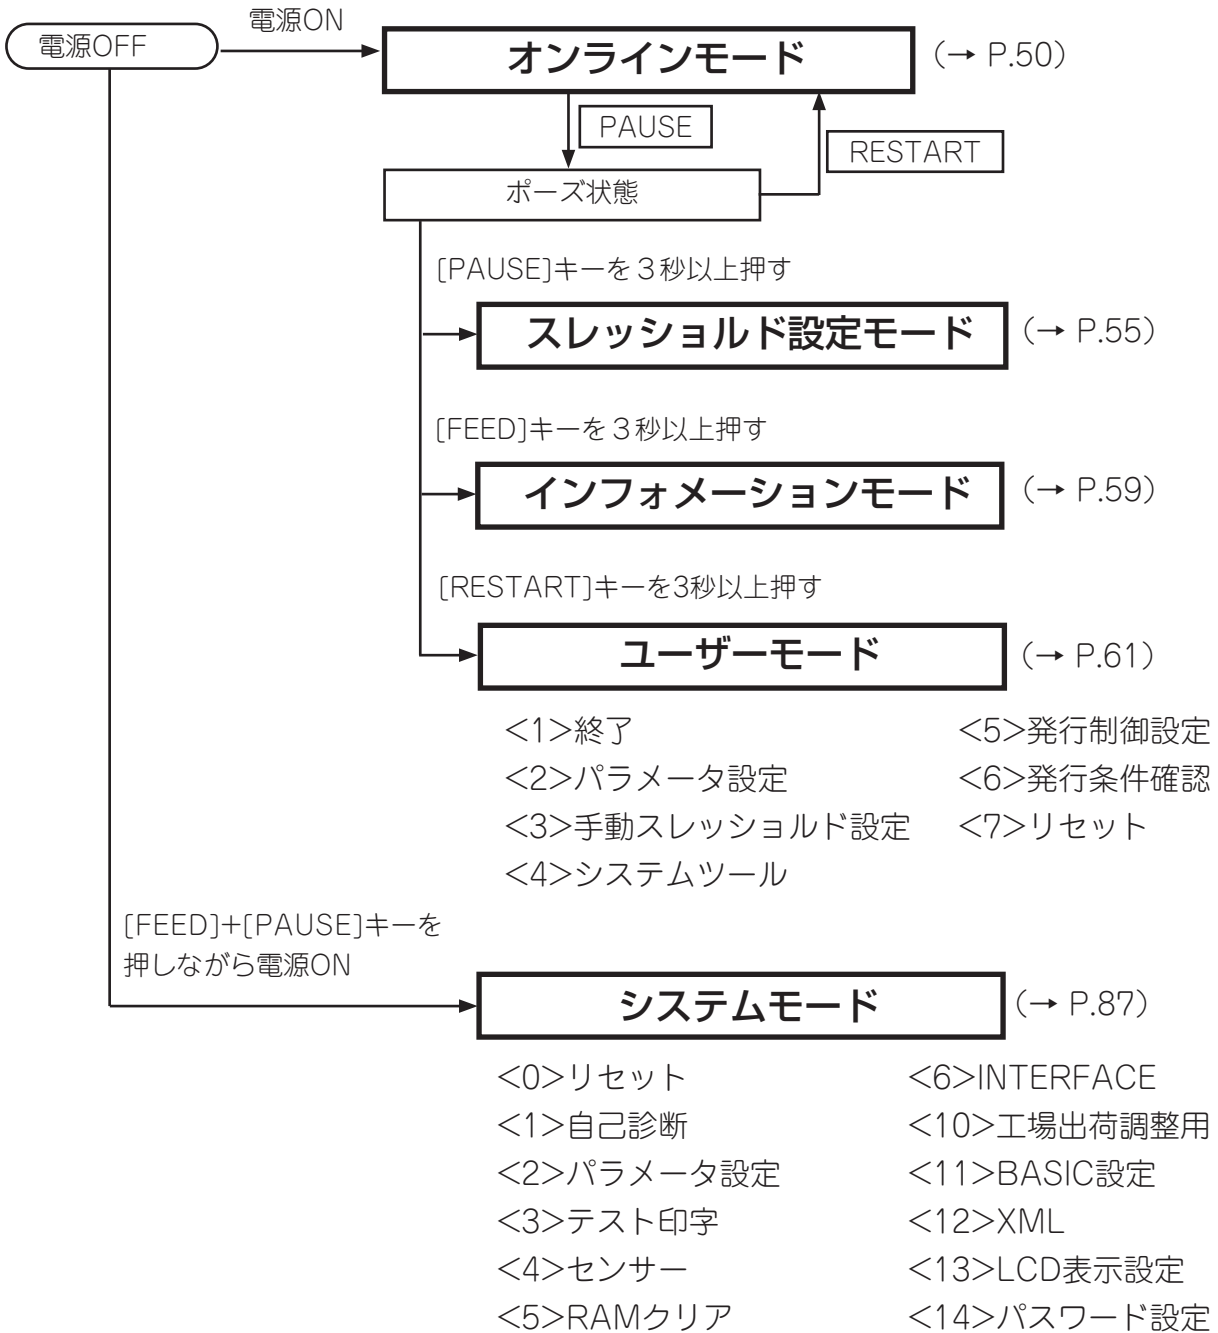 電源OFF
電源ON
オンラインモード
(→ P.50)
PAUSE
RESTART
ポーズ状態
[PAUSE]キーを３秒以上押す
スレッショルド設定モード
(→ P.55)
[FEED]キーを３秒以上押す
インフォメーションモード
(→ P.59)
[RESTART]キーを3秒以上押す
ユーザーモード
(→ P.61)
<1>終了
<2>パラメータ設定
<3>手動スレッショルド設定
<4>システムツール
<5>発行制御設定
<6>発行条件確認
<7>リセット
[FEED]+[PAUSE]キーを
押しながら電源ON
システムモード
(→ P.87)
<0>リセット
<1>自己診断
<2>パラメータ設定
<3>テスト印字
<4>センサー
<5>RAMクリア
<6>INTERFACE
<10>工場出荷調整用
<11>BASIC設定
<12>XML
<13>LCD表示設定
<14>パスワード設定